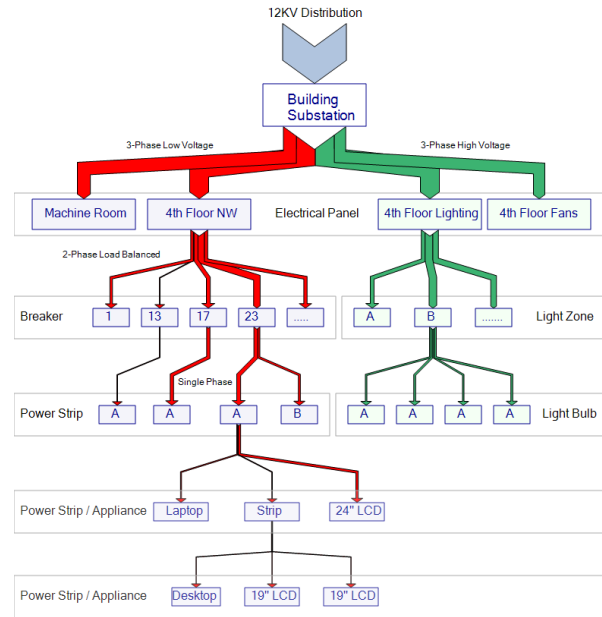 12KV Distribution
Building
Substation
3-Phase Low Voltage
3-Phase High Voltage
Machine Room
4th Floor NW
Electrical Panel
4th Floor Lighting
4th Floor Fans
2-Phase Load Balanced
Breaker
1
13
17
23
.....
A
B
.......
Light Zone
Single Phase
Power Strip
A
A
A
B
A
A
A
A
Light Bulb
Power Strip / Appliance
Laptop
Strip
24" LCD
Power Strip / Appliance
Desktop
19" LCD
19" LCD